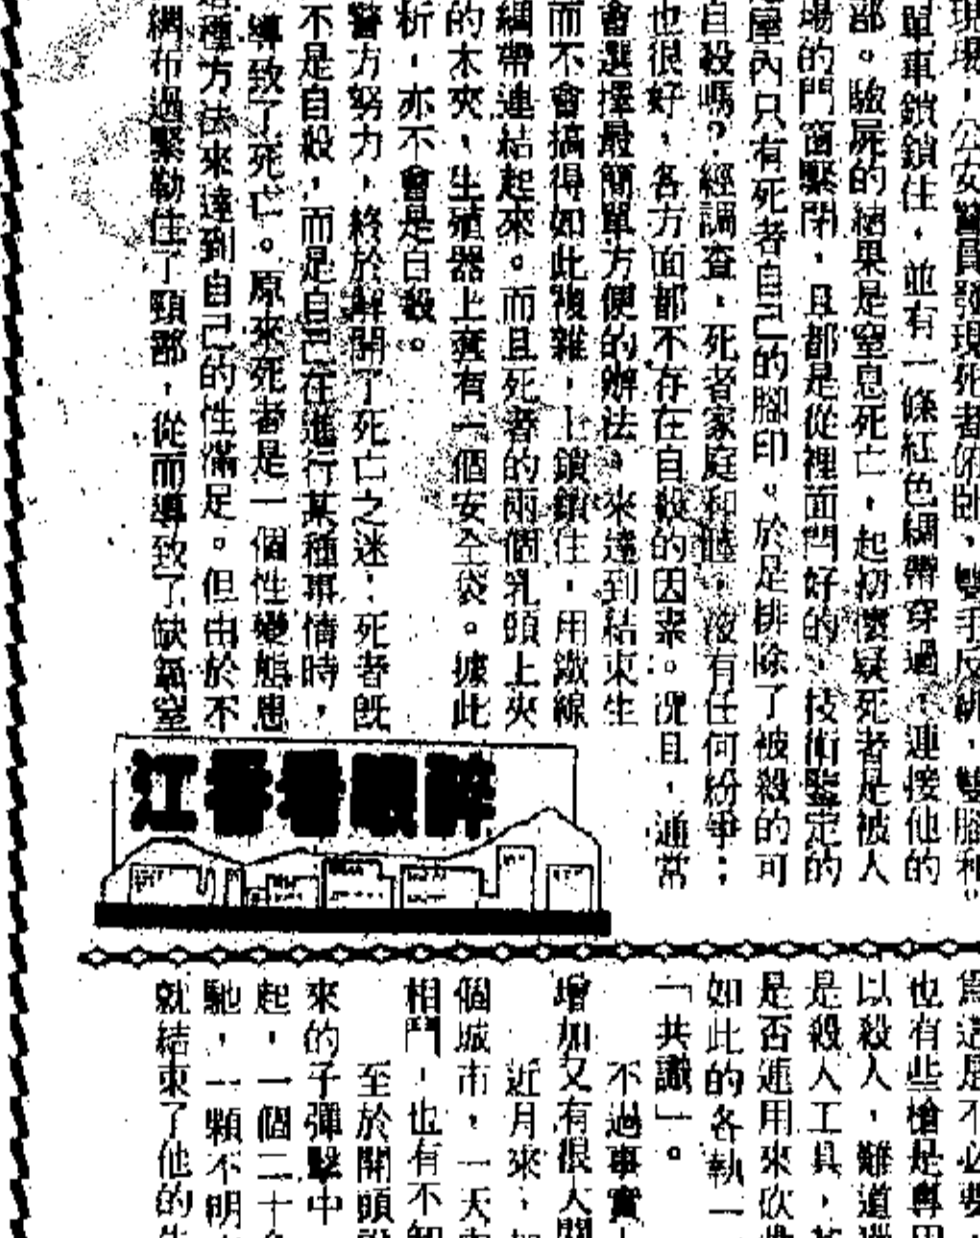 現場，公安警員發現死者俯卧，雙手反綁，雙腳和
單車鎖鎖住，並有一條紅色綢帶穿過，連接他的
部。驗屍的結果是窒息死亡，起初懷疑死者是被人
場的門窗緊閉，且都是從裡面閂好的，技術鑒定的
屋內只有死者自己的腳印。於是排除了被殺的可
自殺嗎？經調查，死者家庭和睦，沒有任何紛爭；
也很好，各方面都不存在自殺的因素。況且，通常
會選擇最簡單方便的辦法，來達到結束生
而不會搞得如此複雜，上鎖鎖住，用鐵線
綢帶連結起來。而且死者的兩個乳頭上夾
的木夾，生殖器上套有一個安全袋。據此
析，亦不會是自殺。
警方努力，終於解開了死亡之迷：死者既
不是自殺，而是自己在進行某種事情時，
導致了死亡。原來死者是一個性變態患
這種方法來達到自己的性滿足。但由於不
綢布過緊勒住了頸部，從而導致了缺氧窒
醉眼看香江
為這是不必要
也有些槍是專用
以殺人，難道
是殺人工具，
是否適用來砍
如此的各執一
「共識」。
不過事實
增加又有很人
近月來，
個城市，一天
相鬥，也有不
至於開頭
來的子彈擊中
起，一個二十
馳，一顆不明
就結束了他的